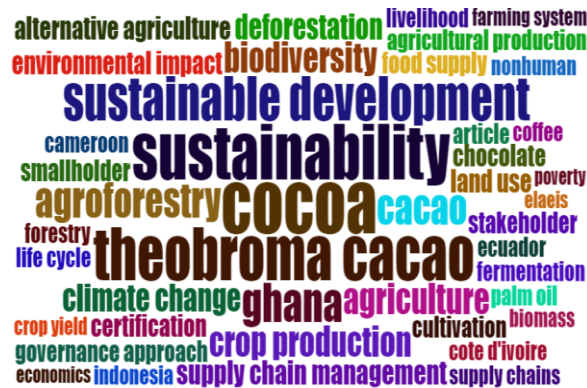 alternative agriculture deforestation livelihood farming system
agricultural production
environmental impact biodiversity food supply nonhuman
sustainable development
cameroon sustainability article coffee
smallholder chocolate
agroforestry cocoa cacao land use poverty
elaeis
forestry stakeholder
life cycle theobroma cacao ecuador
fermentation
climate change ghana agriculture palm oil
crop yield certification cultivation biomass
governance approach crop production cote d'ivoire
economics indonesia supply chain management supply chains